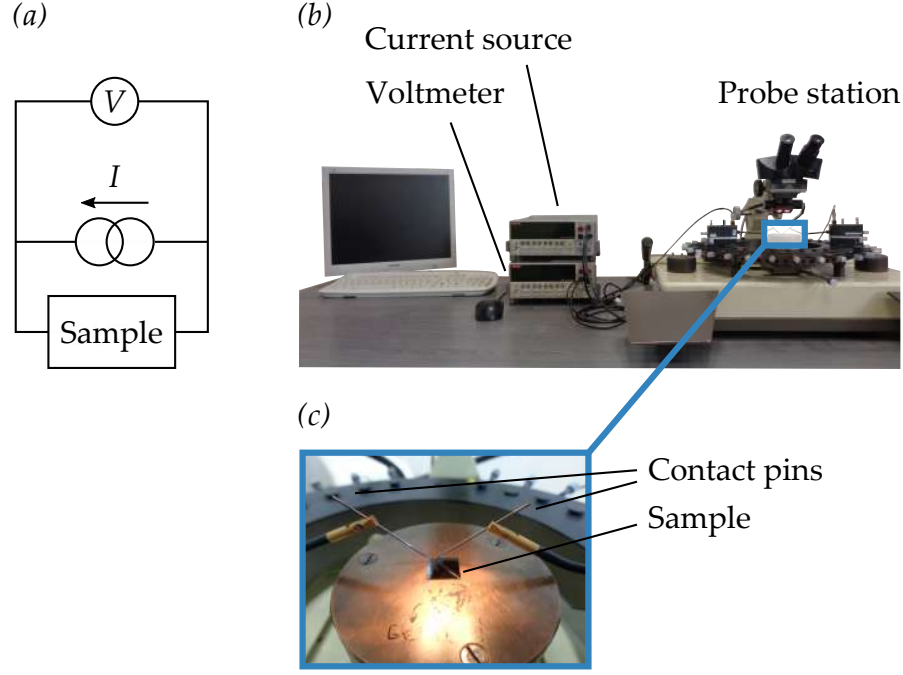 (a)
V
I
Sample
(b)
Current source
Voltmeter
Probe station
(c)
Contact pins
Sample